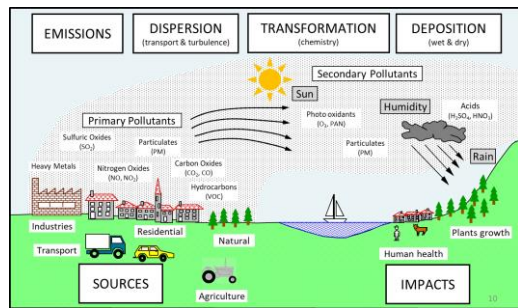 EMISSIONS
DISPERSION
(transport & turbulence)
TRANSFORMATION
(chemistry)
DEPOSITION
(wet & dry)
Secondary Pollutants
Sun
Primary Pollutants
Photo oxidants
(O₃, PAN)
Humidity
Acids
(H₂SO₄, HNO₃)
Sulfuric Oxides
(SO₂)
Particulates
(PM)
Particulates
(PM)
Rain
Heavy Metals
Nitrogen Oxides
(NO, NO₂)
Carbon Oxides
(CO₂, CO)
Hydrocarbons
(VOC)
Industries
Residential
Natural
Plants growth
Transport
Human health
SOURCES
Agriculture
IMPACTS
10